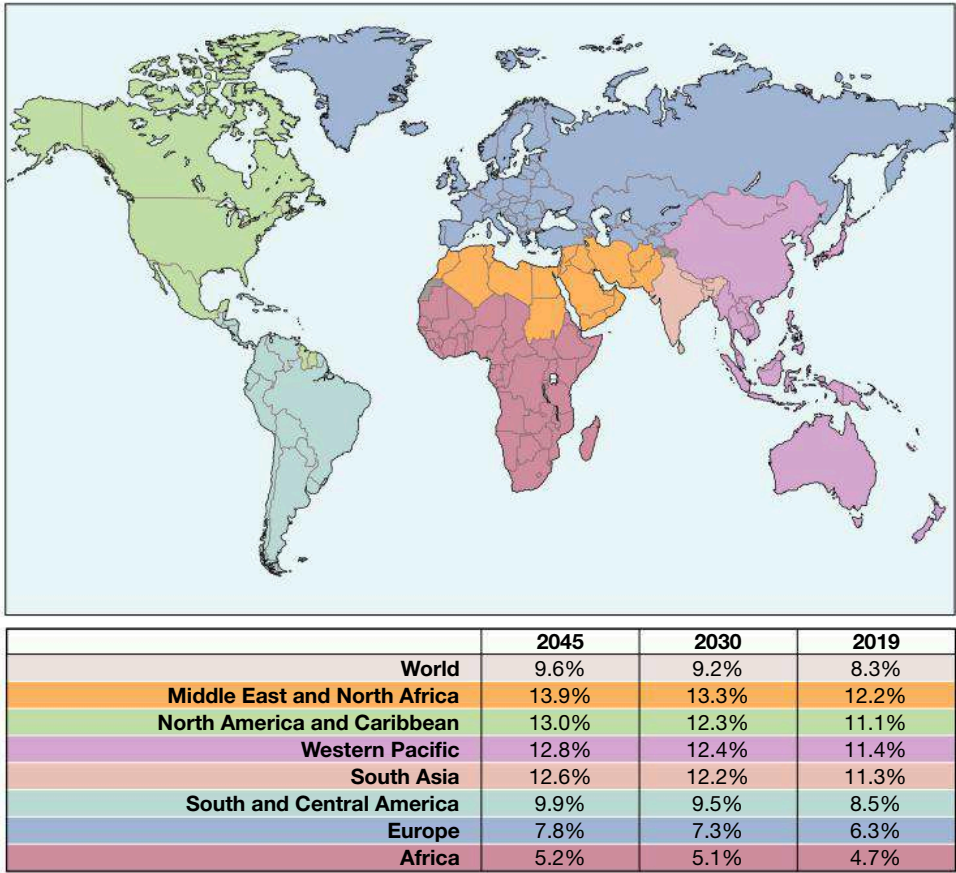 2045 2030 2019
World 9.6% 9.2% 8.3%
Middle East and North Africa 13.9% 13.3% 12.2%
North America and Caribbean 13.0% 12.3% 11.1%
Western Pacific 12.8% 12.4% 11.4%
South Asia 12.6% 12.2% 11.3%
South and Central America 9.9% 9.5% 8.5%
Europe 7.8% 7.3% 6.3%
Africa 5.2% 5.1% 4.7%